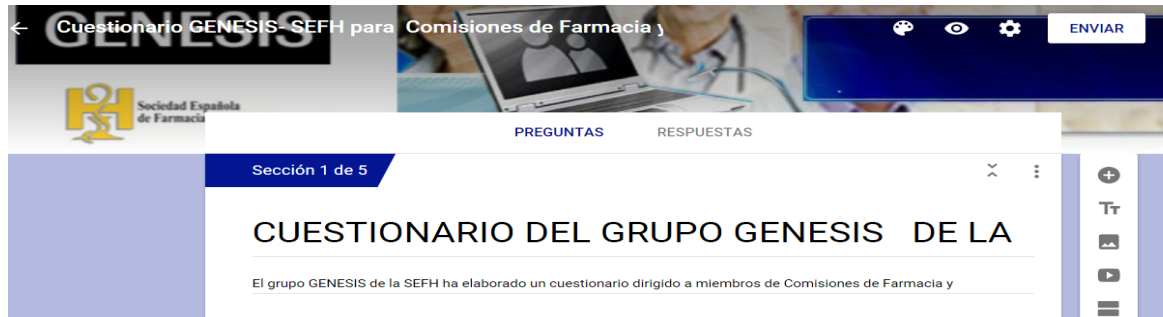 GENESIS
Cuestionario GENESIS- SEFH para Comisiones de Farmacia y
ENVIAR
Sociedad Española
de Farmacia
PREGUNTAS RESPUESTAS
Sección 1 de 5
Tт
CUESTIONARIO DEL GRUPO GENESIS DE LA
El grupo GENESIS de la SEFH ha elaborado un cuestionario dirigido a miembros de Comisiones de Farmacia y